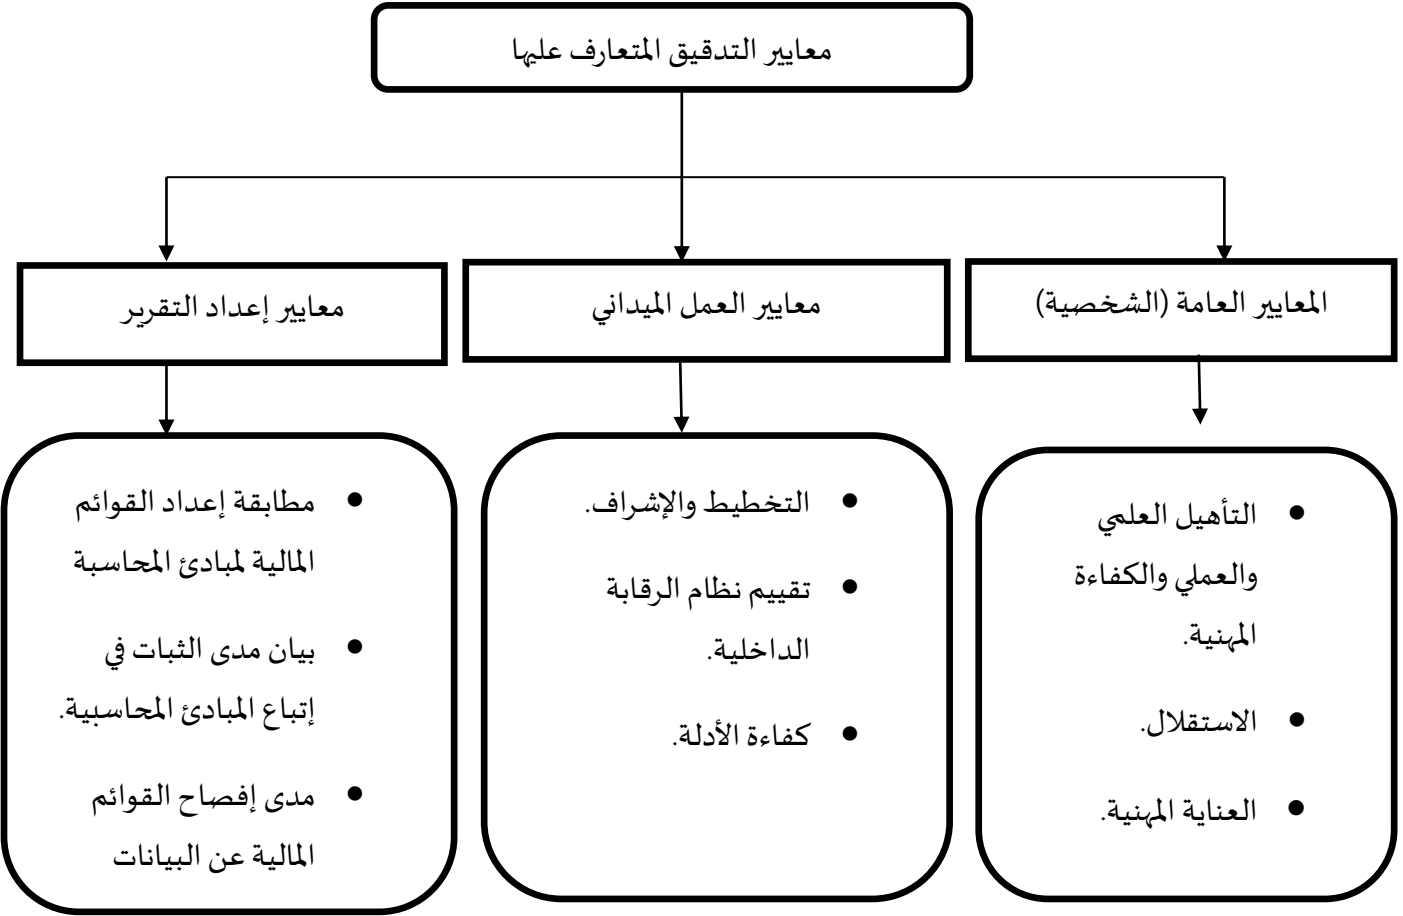 معايير التدقيق المتعارف عليها
المعايير العامة (الشخصية)
معايير العمل الميداني
معايير إعداد التقرير
● التأهيل العلمي
والعملي والكفاءة
المهنية.
● الاستقلال.
● العناية المهنية.
● التخطيط والإشراف.
● تقييم نظام الرقابة
الداخلية.
● كفاءة الأدلة.
● مطابقة إعداد القوائم
المالية لمبادئ المحاسبة
● بيان مدى الثبات في
إتباع المبادئ المحاسبية.
● مدى إفصاح القوائم
المالية عن البيانات